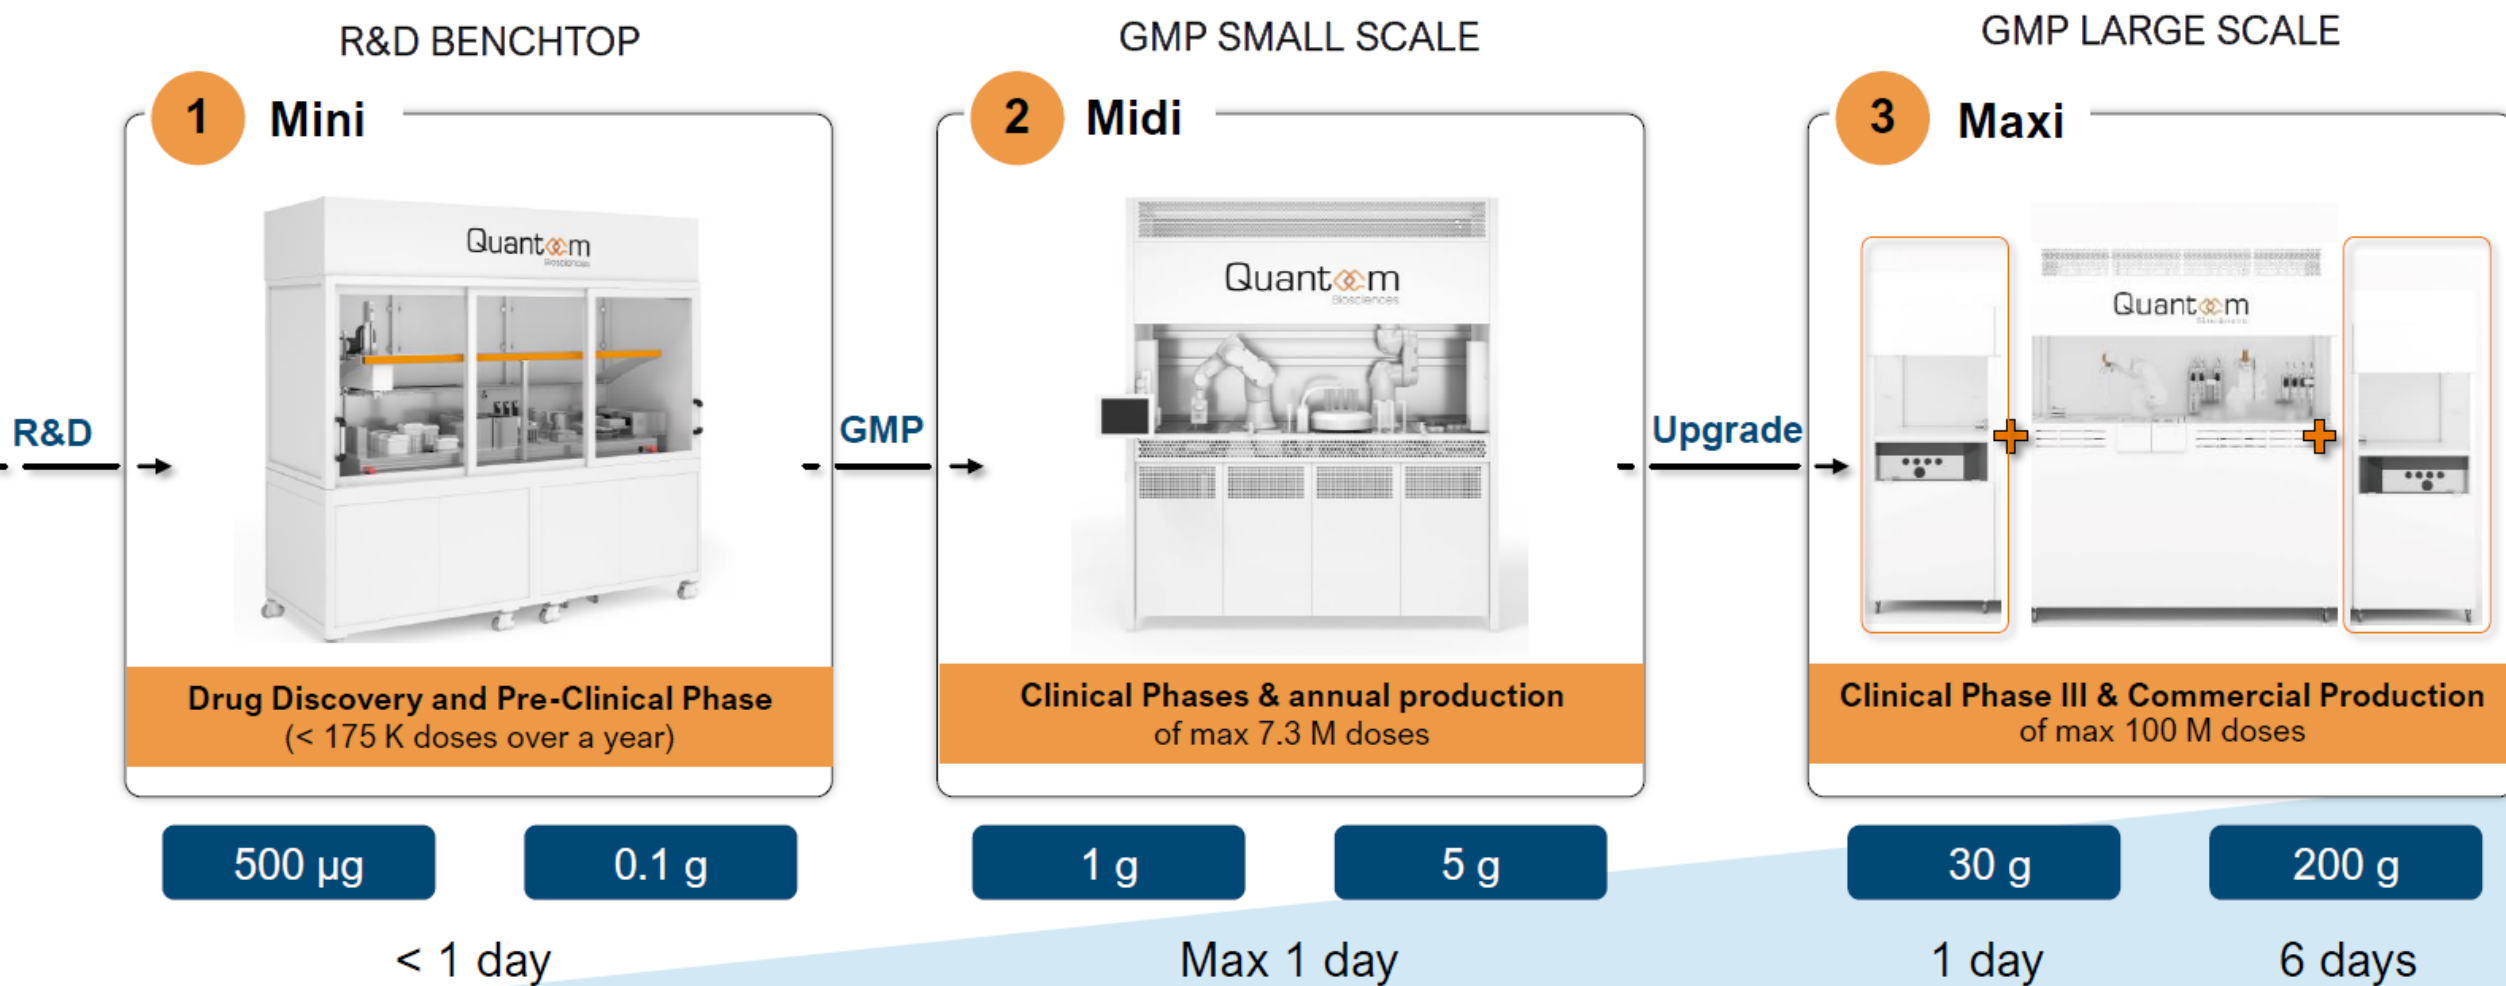 R&D BENCHTOP
GMP SMALL SCALE
GMP LARGE SCALE
1 Mini
2 Midi
3 Maxi
Quantoom
Biosciences
Quantoom
Biosciences
Quantoom
R&D
GMP
Upgrade
Drug Discovery and Pre-Clinical Phase
(< 175 K doses over a year)
Clinical Phases & annual production
of max 7.3 M doses
Clinical Phase III & Commercial Production
of max 100 M doses
500 µg
0.1 g
1 g
5 g
30 g
200 g
< 1 day
Max 1 day
1 day
6 days